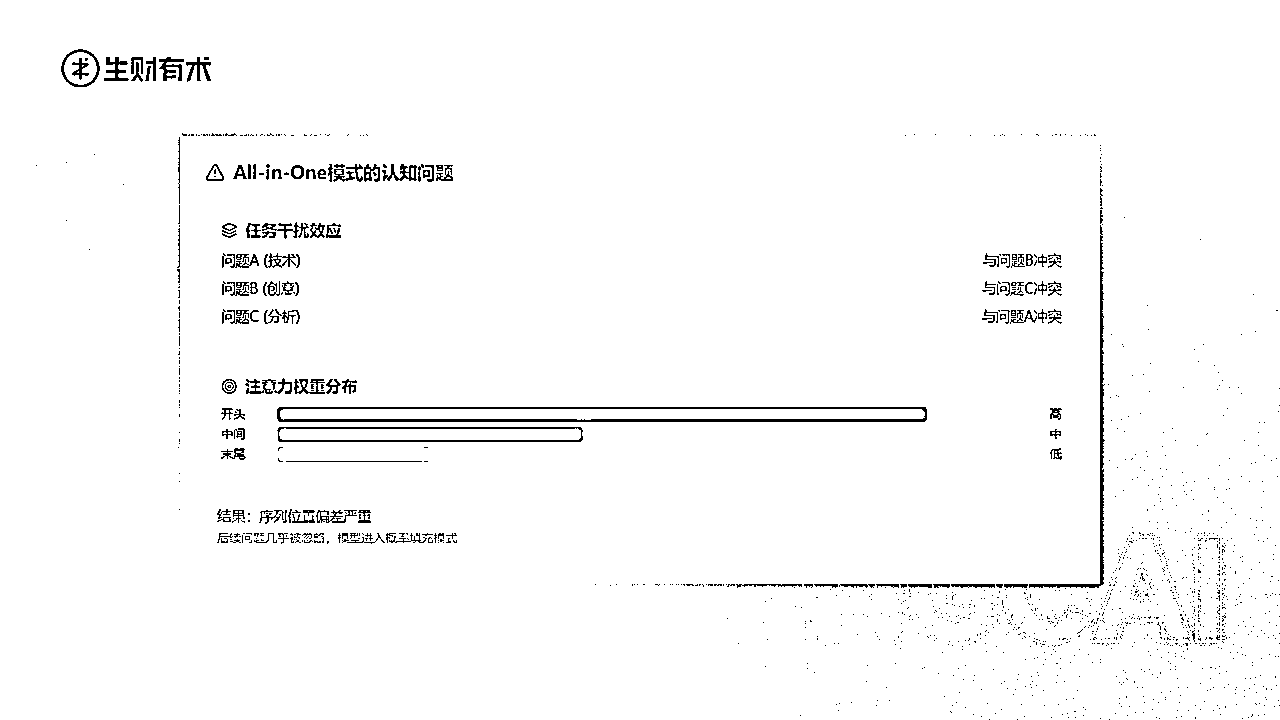 生财有术
All-in-One模式的认知问题
任务干扰效应
问题A (技术) 与问题B冲突
问题B (创意) 与问题C冲突
问题C (分析) 与问题A冲突
注意力权重分布
开头 高
中间 中
末尾 低
结果：序列位置偏差严重
后续问题几乎被忽略，模型进入概率填充模式